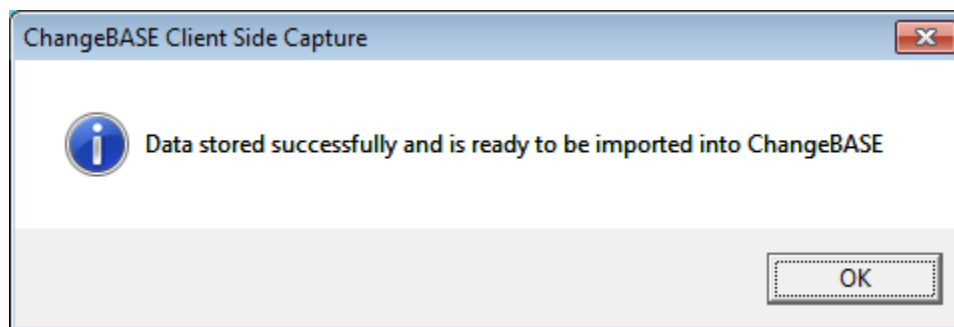 ChangeBASE Client Side Capture
Data stored successfully and is ready to be imported into ChangeBASE
OK